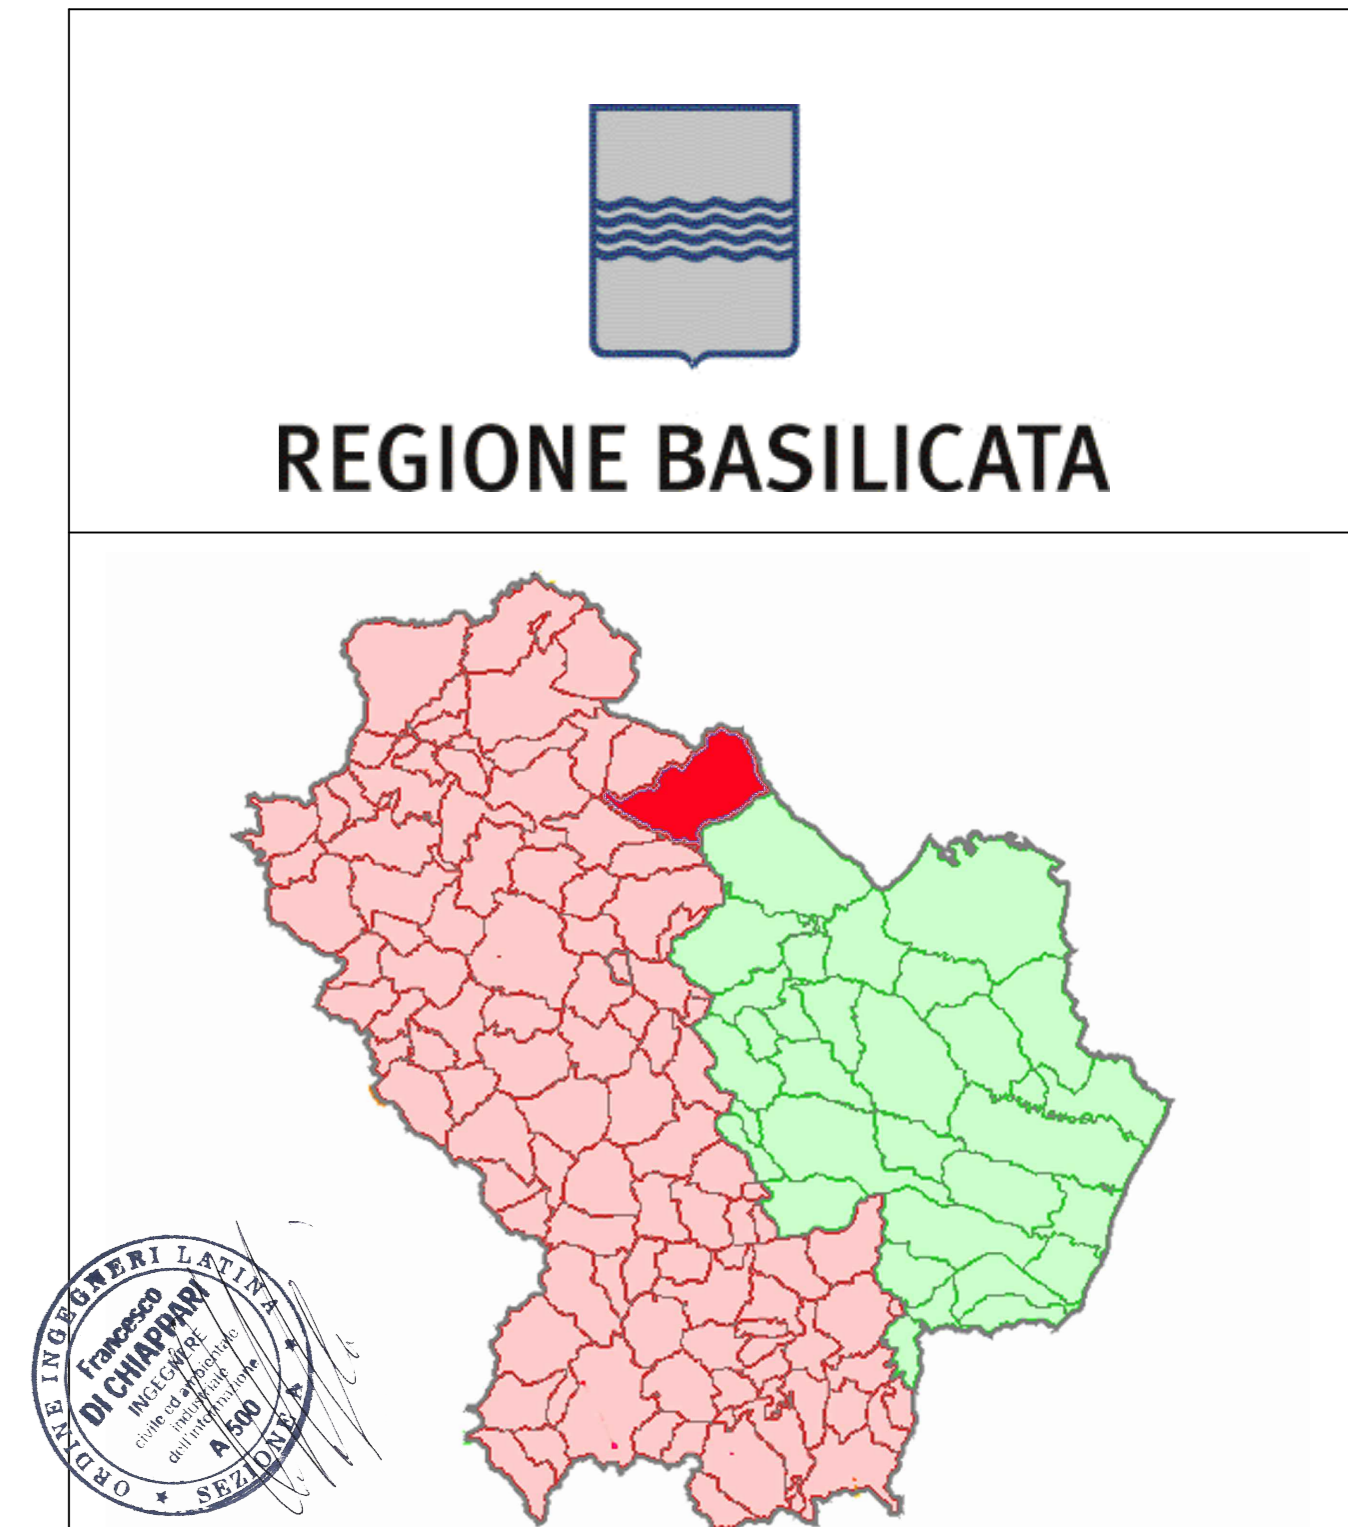 REGIONE BASILICATA
ORDINE INGEGNERI LATINA
Francesco
DI CHIAPPARI
INGEGNERE
civile ed ambientale
industriale
dell'informazione
A 500
SEZIONE A